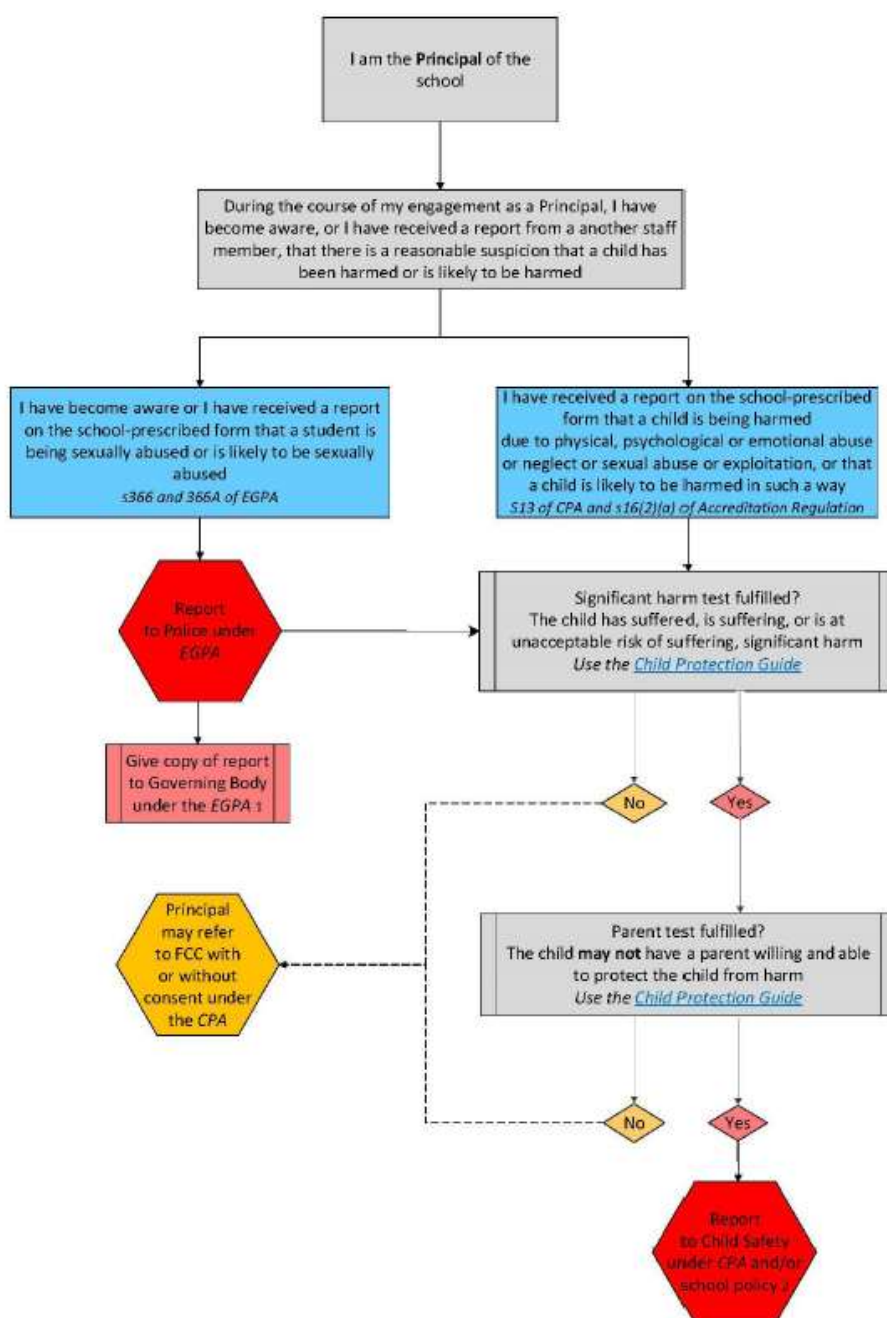 I am the Principal of the
school
During the course of my engagement as a Principal, I have
become aware, or I have received a report from a another staff
member, that there is a reasonable suspicion that a child has
been harmed or is likely to be harmed
I have become aware or I have received a report
on the school-prescribed form that a student is
being sexually abused or is likely to be sexually
abused
s366 and 366A of EGPA
I have received a report on the school-prescribed
form that a child is being harmed
due to physical, psychological or emotional abuse
or neglect or sexual abuse or exploitation, or that
a child is likely to be harmed in such a way
S13 of CPA and s16(2)(a) of Accreditation Regulation
Report
to Police under
EGPA
Significant harm test fulfilled?
The child has suffered, is suffering, or is at
unacceptable risk of suffering, significant harm
Use the Child Protection Guide
Give copy of report
to Governing Body
under the EGPA 1
No
Yes
Principal
may refer
to FCC with
or without
consent under
the CPA
Parent test fulfilled?
The child may not have a parent willing and able
to protect the child from harm
Use the Child Protection Guide
No
Yes
Report
to Child Safety
under CPA and/or
school policy 2